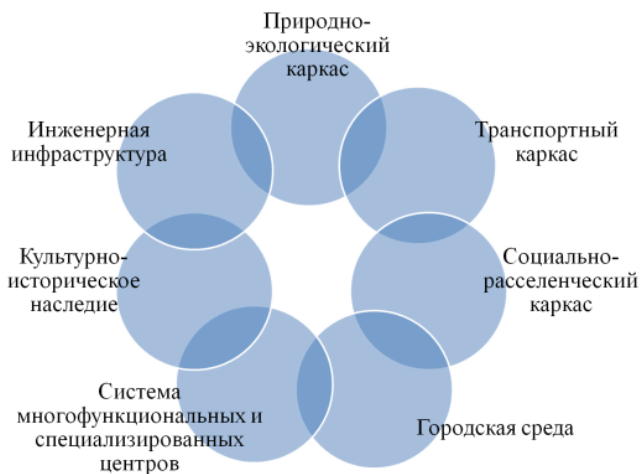 Природно-
экологический
каркас
Транспортный
каркас
Социально-
расселенческий
каркас
Городская среда
Система
многофункциональных и
специализированных
центров
Культурно-
историческое
наследие
Инженерная
инфраструктура